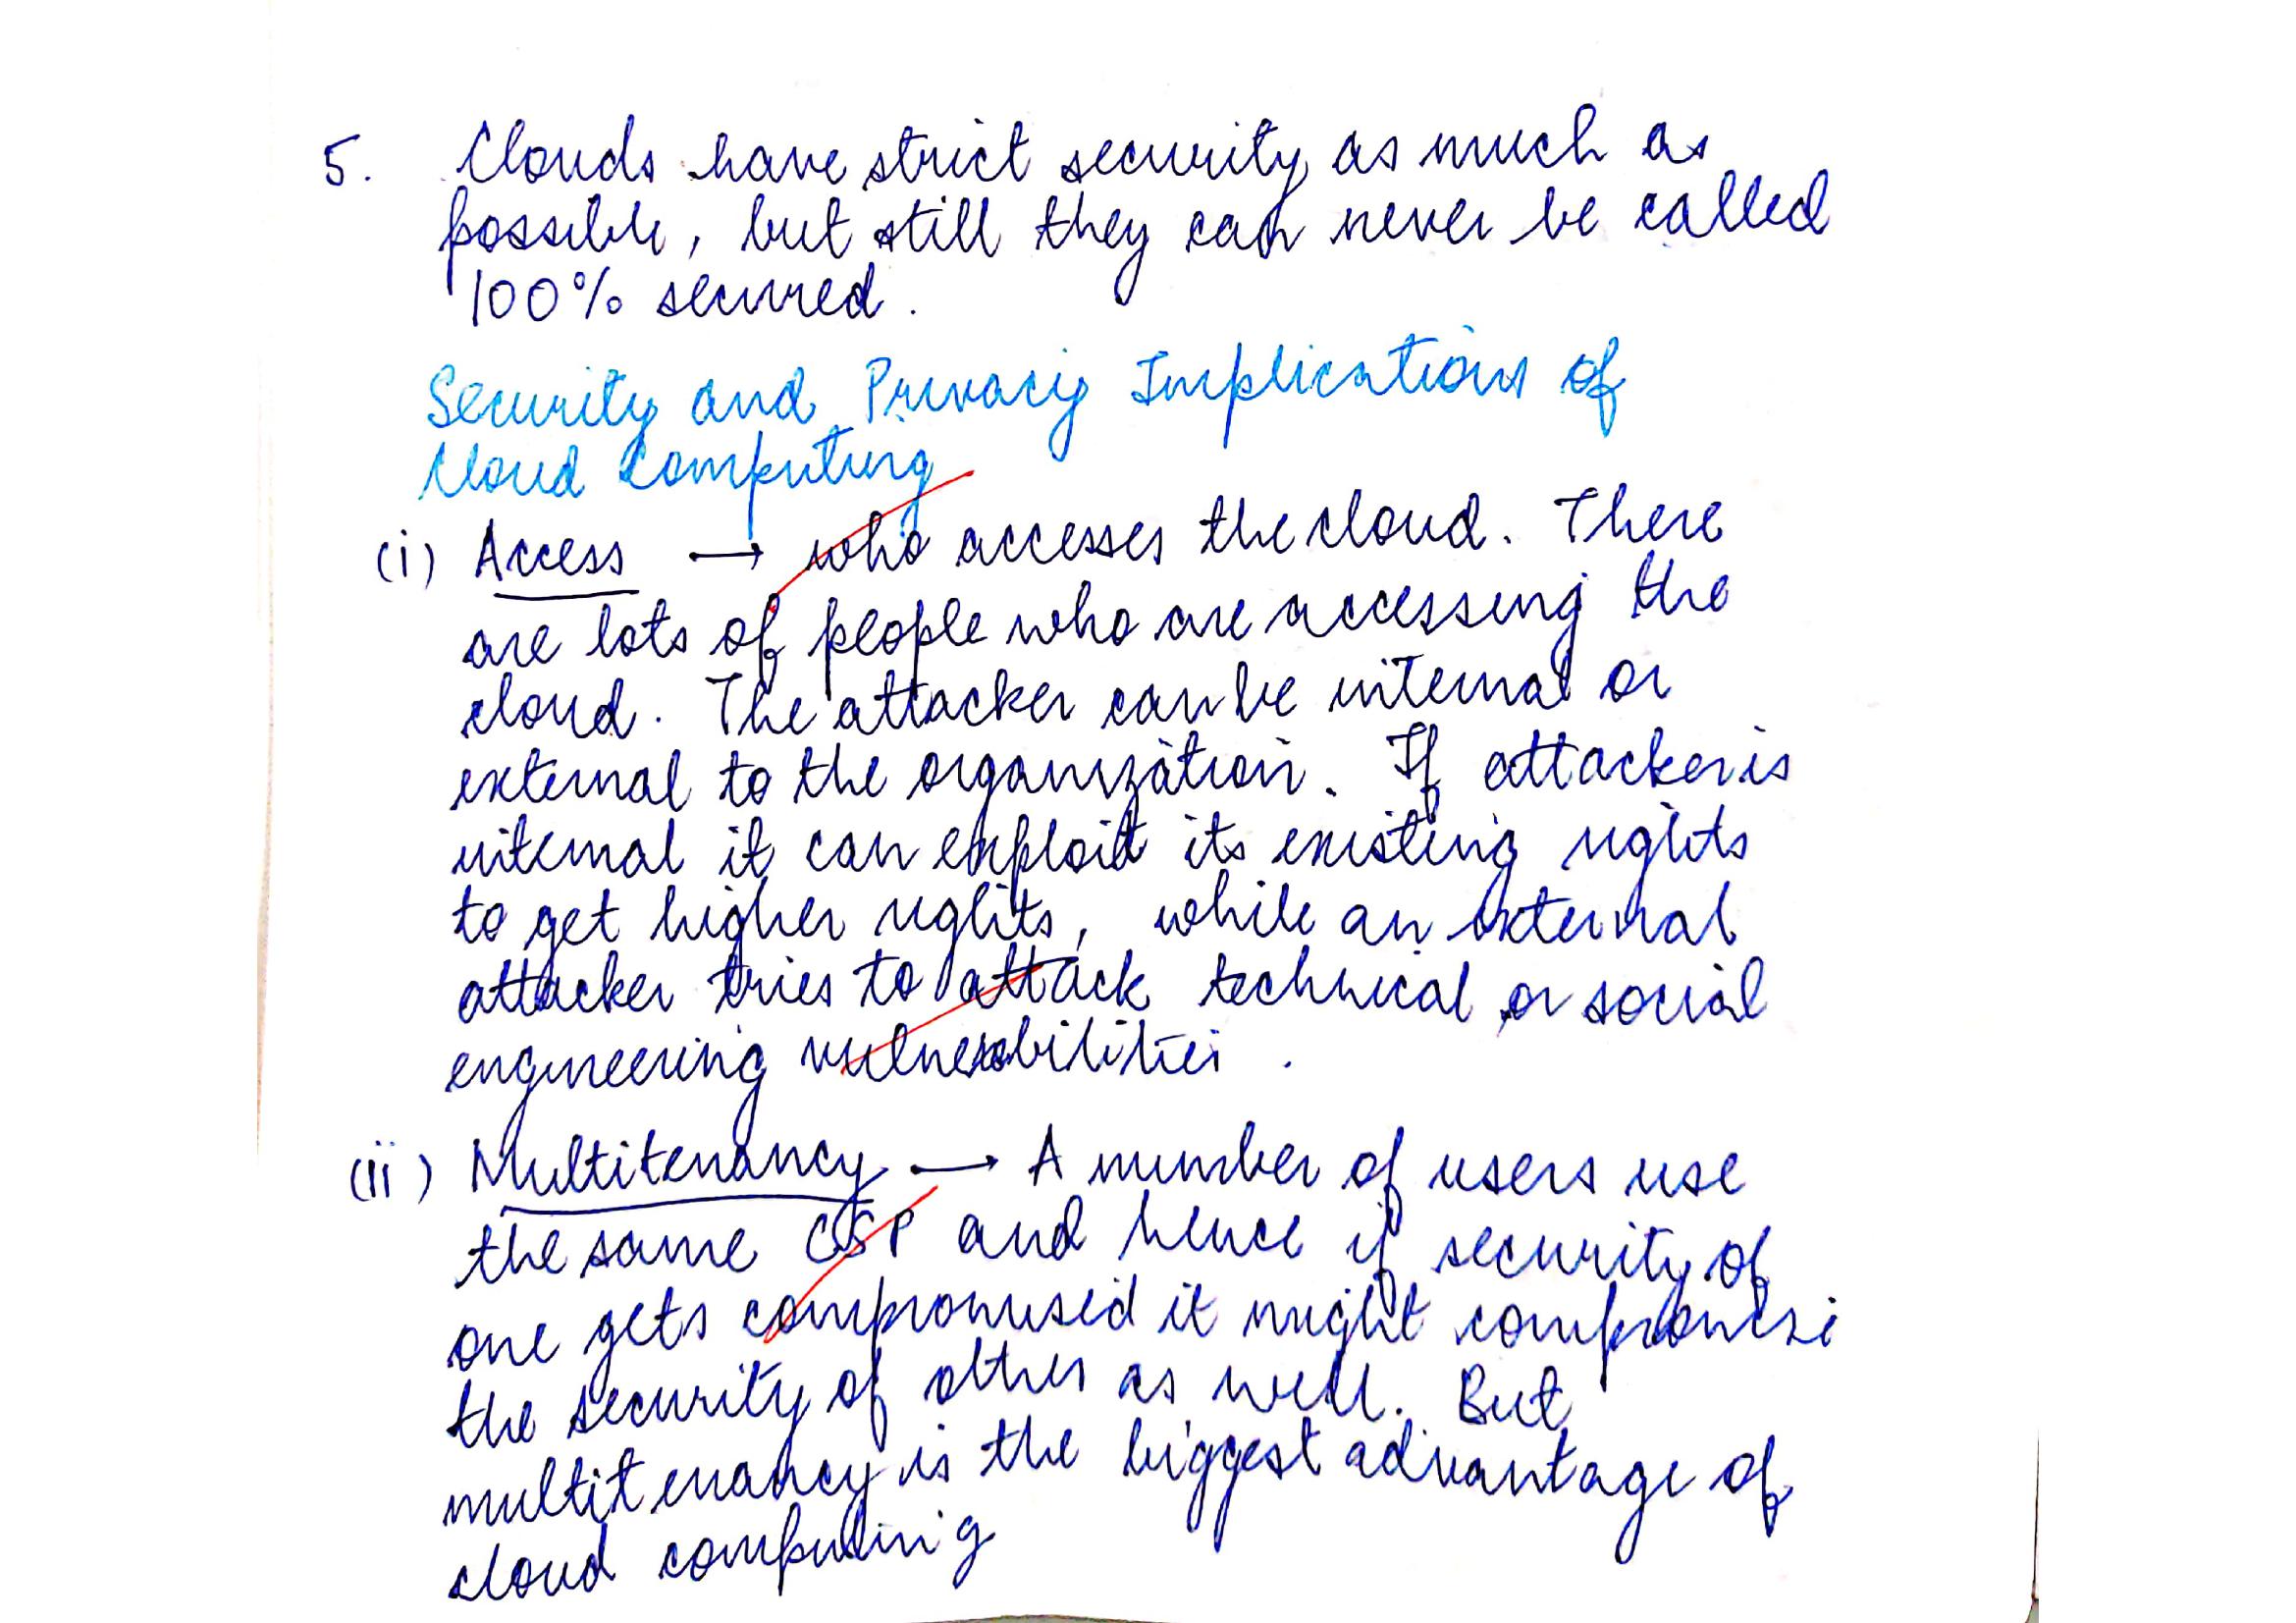 5. Clouds have strict security as much as
possible, but still they can never be called
100% secured.
Security and Privacy Implications of
Cloud Computing
(i) Access → who accesses the cloud. There
are lots of people who are accessing the
cloud. The attacker can be internal or
external to the organization. If attacker is
internal it can exploit its existing rights
to get higher rights, while an external
attacker tries to attack technical or social
engineering vulnerabilities.
(ii) Multitenancy → A number of users use
the same CSP and hence if security of
one gets compromised it might compromise
the security of other as well. But
multitenancy is the biggest advantage of
cloud computing